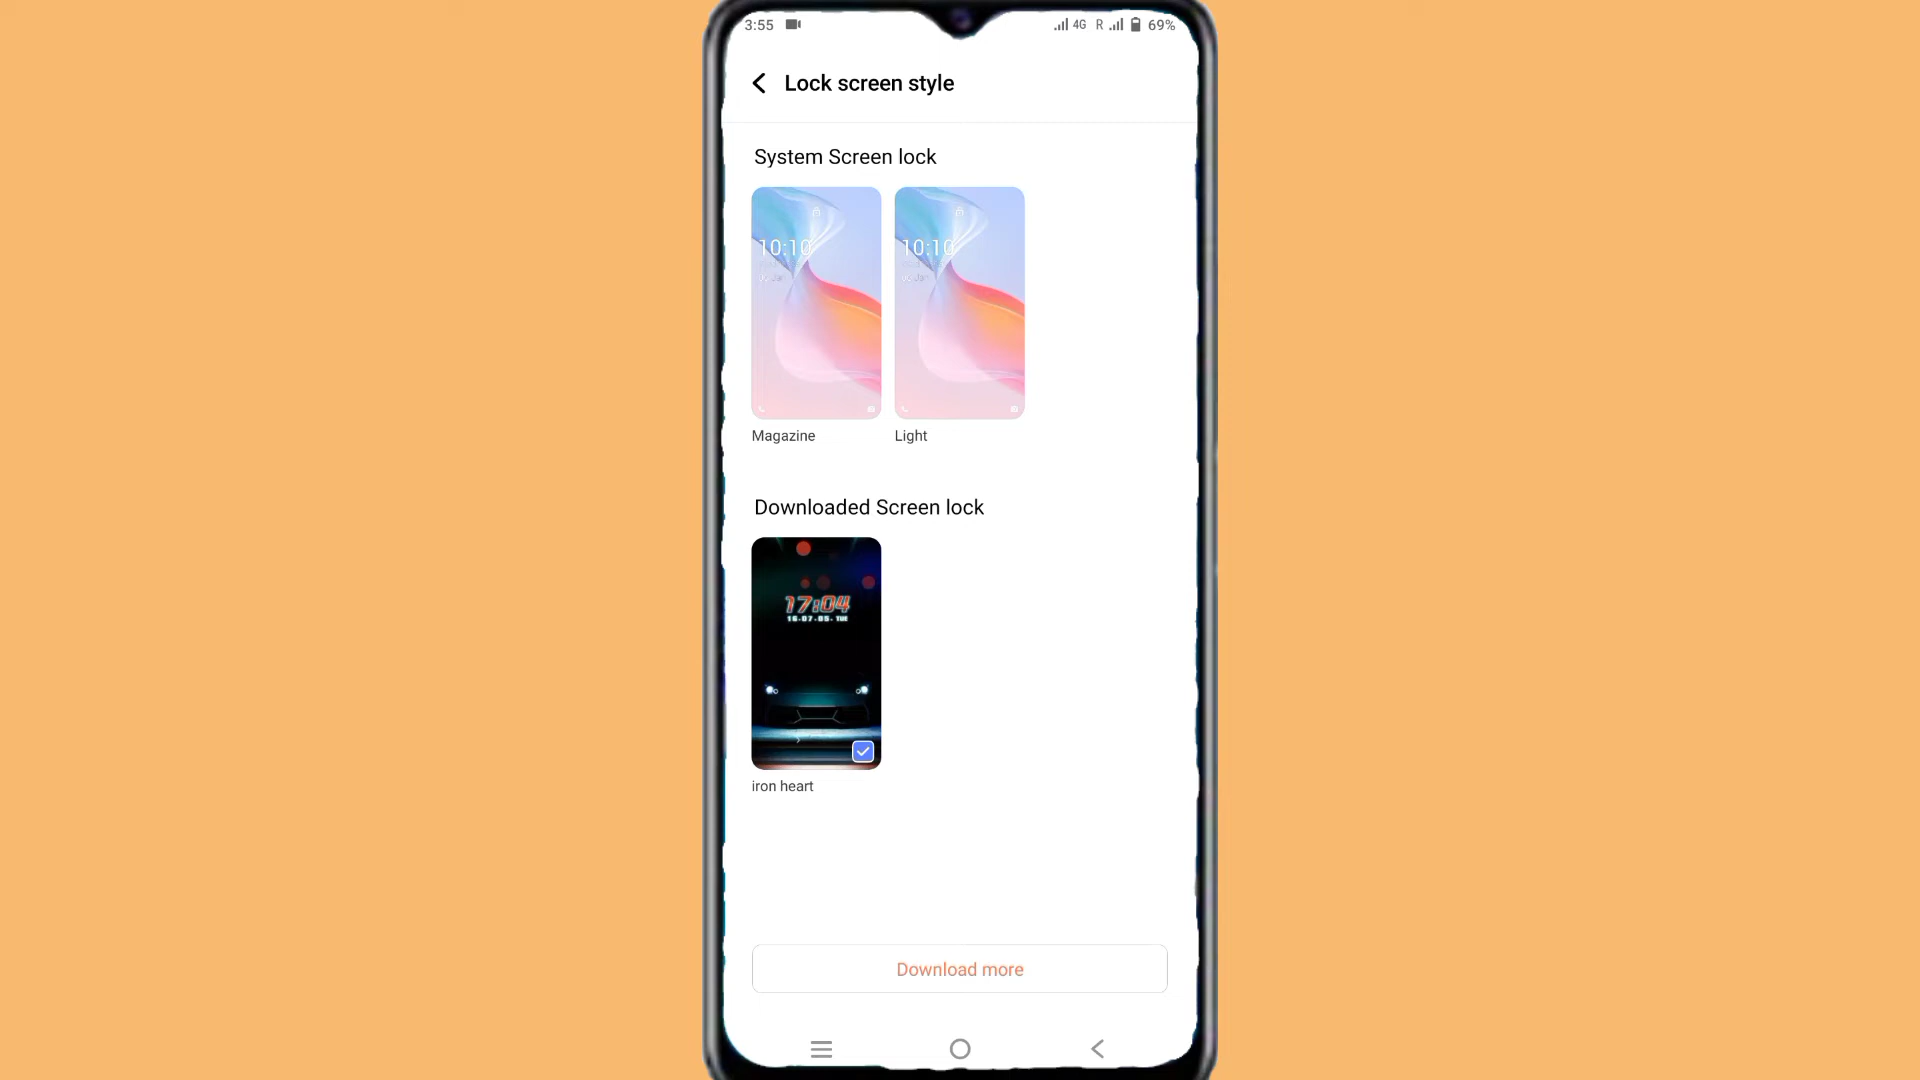 3:55 4G R 69%
Lock screen style
System Screen lock
10:10 10:10
Magazine Light
Downloaded Screen lock
17:04
16.07.05. TUE
iron heart
Download more